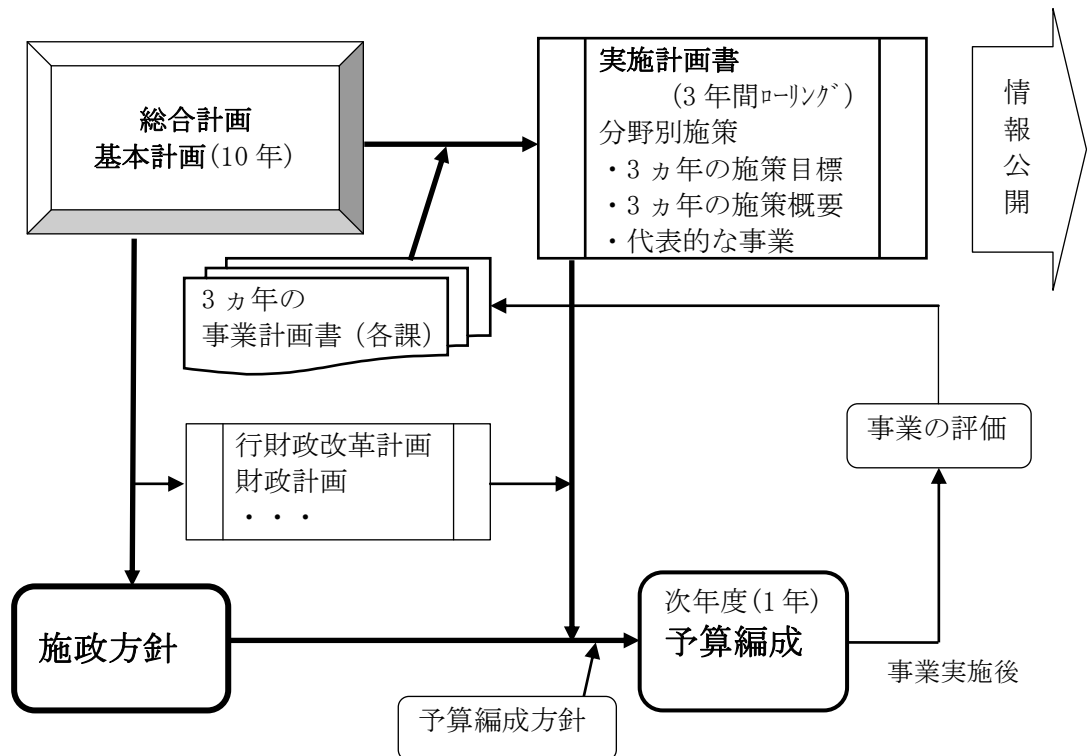 総合計画
基本計画(10年)
実施計画書
(3年間ﾛｰﾘﾝｸﾞ)
分野別施策
・3ヵ年の施策目標
・3ヵ年の施策概要
・代表的な事業
情報公開
3ヵ年の
事業計画書(各課)
行財政改革計画
財政計画
・・・
事業の評価
施政方針
次年度(1年)
予算編成
事業実施後
予算編成方針